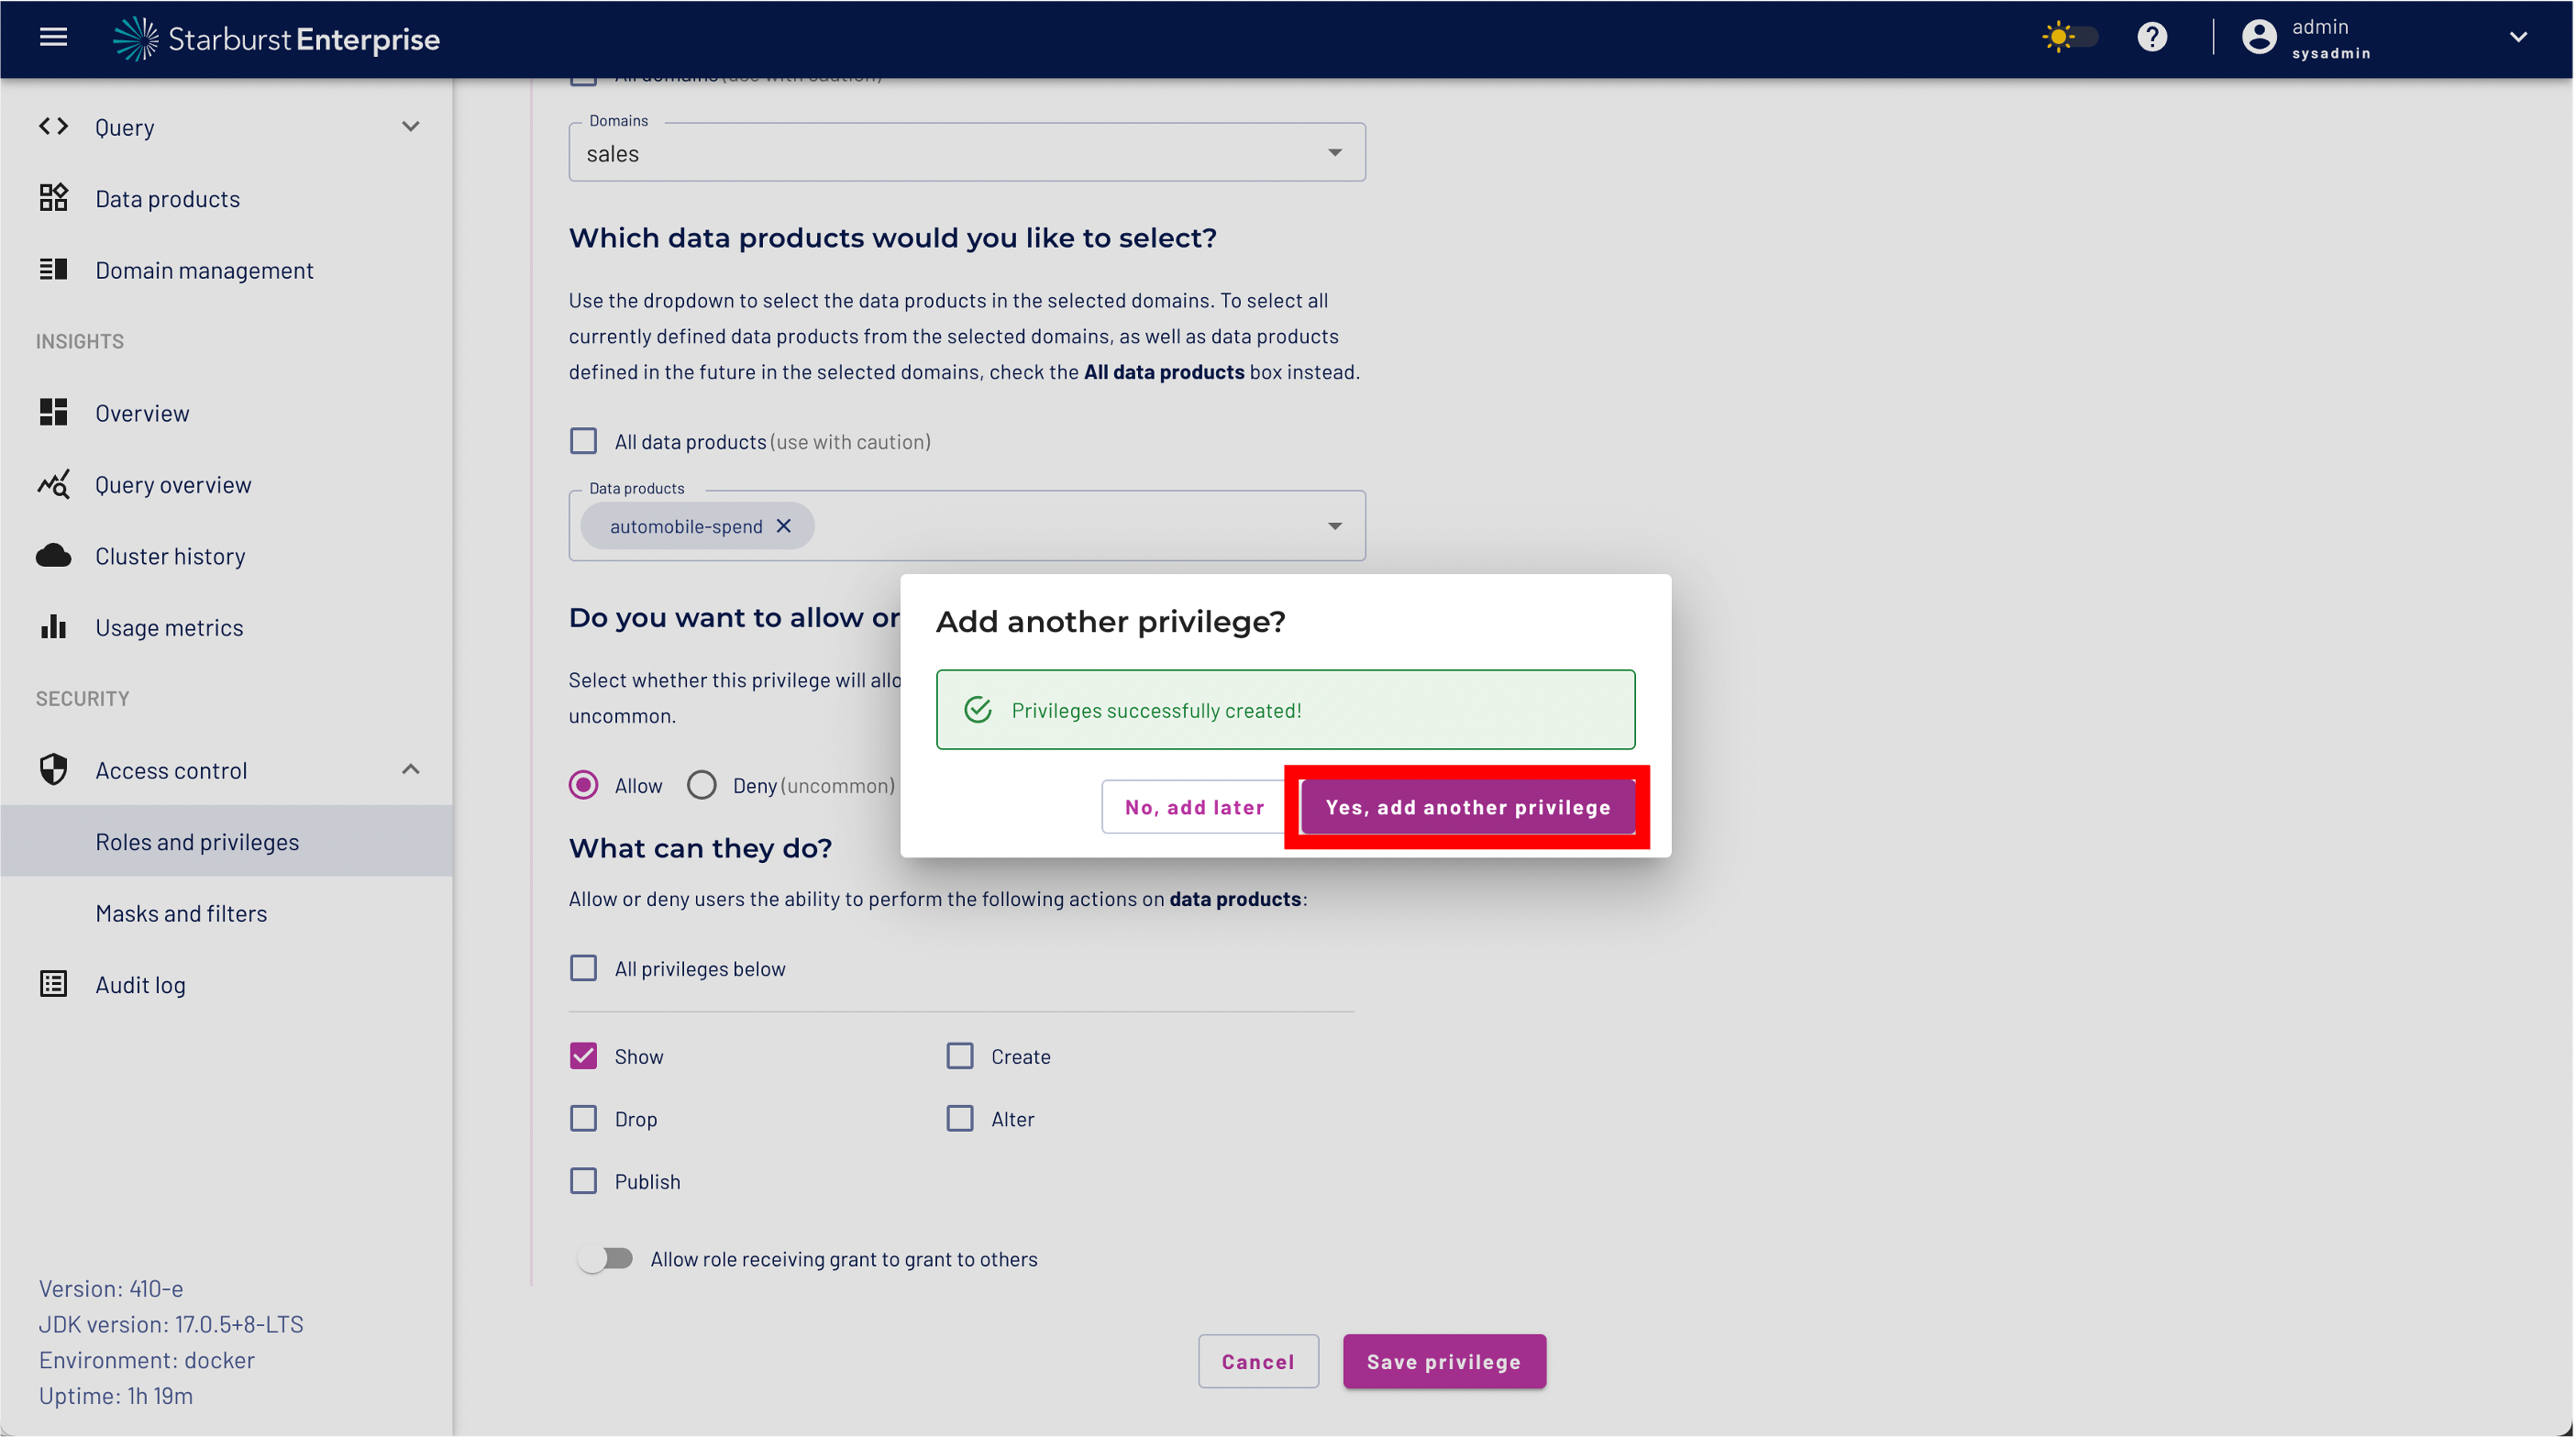 Starburst Enterprise
admin
sysadmin
Query
Data products
Domain management
INSIGHTS
Overview
Query overview
Cluster history
Usage metrics
SECURITY
Access control
Roles and privileges
Masks and filters
Audit log
Version: 410-e
JDK version: 17.0.5+8-LTS
Environment: docker
Uptime: 1h 19m
All domains (use with caution)
Domains
sales
Which data products would you like to select?
Use the dropdown to select the data products in the selected domains. To select all
currently defined data products from the selected domains, as well as data products
defined in the future in the selected domains, check the All data products box instead.
All data products (use with caution)
Data products
automobile-spend
Do you want to allow or
Select whether this privilege will allo
uncommon.
Allow
Deny (uncommon)
What can they do?
Allow or deny users the ability to perform the following actions on data products:
All privileges below
Show
Create
Drop
Alter
Publish
Allow role receiving grant to grant to others
Cancel
Save privilege
Add another privilege?
Privileges successfully created!
No, add later
Yes, add another privilege